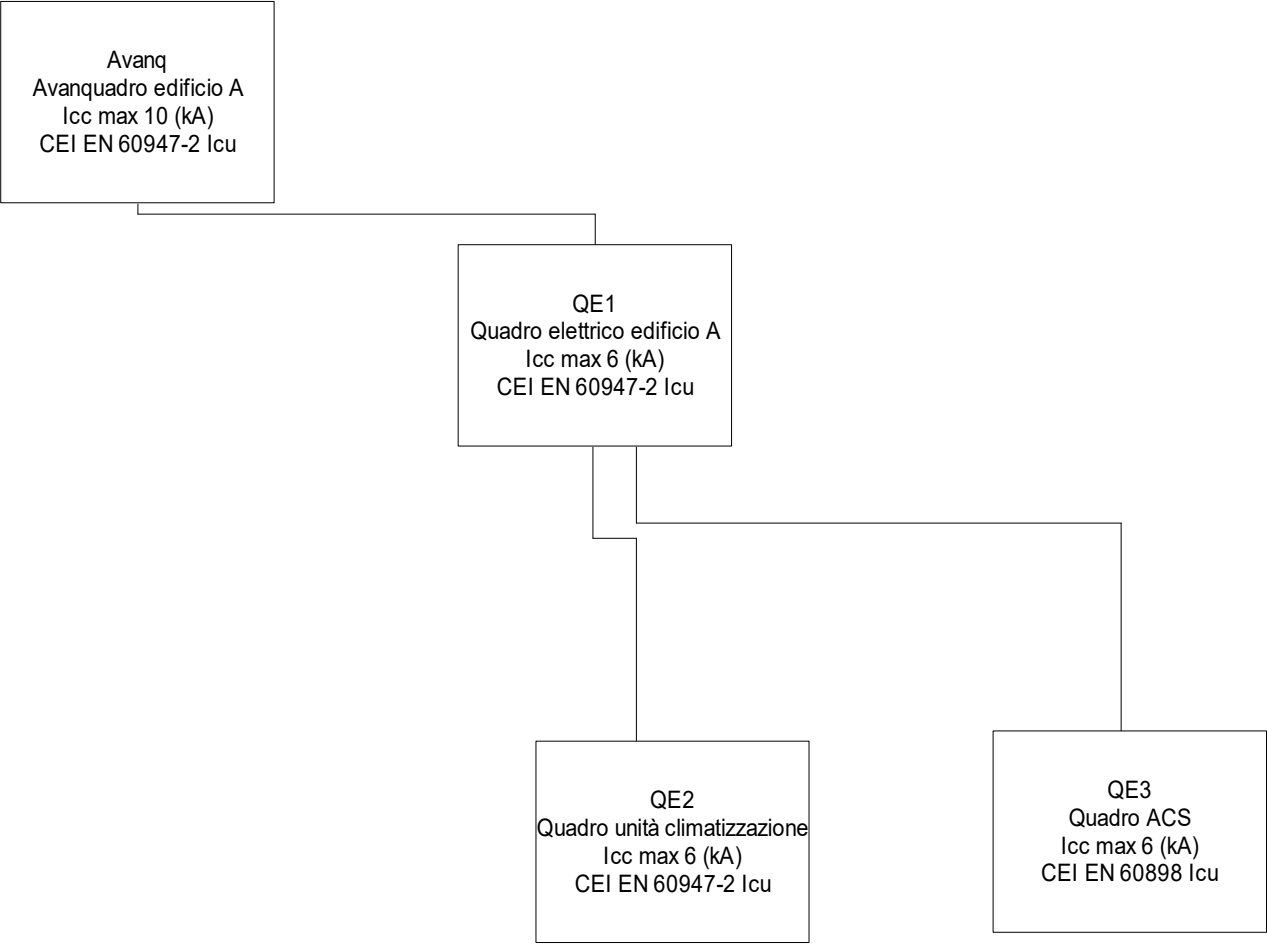 Avanq
Avanquadro edificio A
Icc max 10 (kA)
CEI EN 60947-2 Icu
QE1
Quadro elettrico edificio A
Icc max 6 (kA)
CEI EN 60947-2 Icu
QE2
Quadro unità climatizzazione
Icc max 6 (kA)
CEI EN 60947-2 Icu
QE3
Quadro ACS
Icc max 6 (kA)
CEI EN 60898 Icu